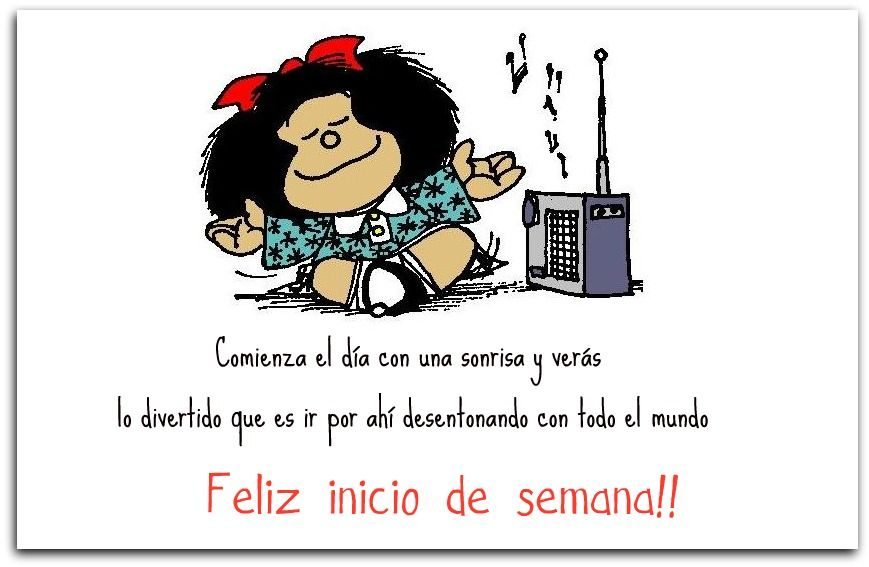 Comienza el día con una sonrisa y verás
lo divertido que es ir por ahí desentonando con todo el mundo
Feliz inicio de semana!!